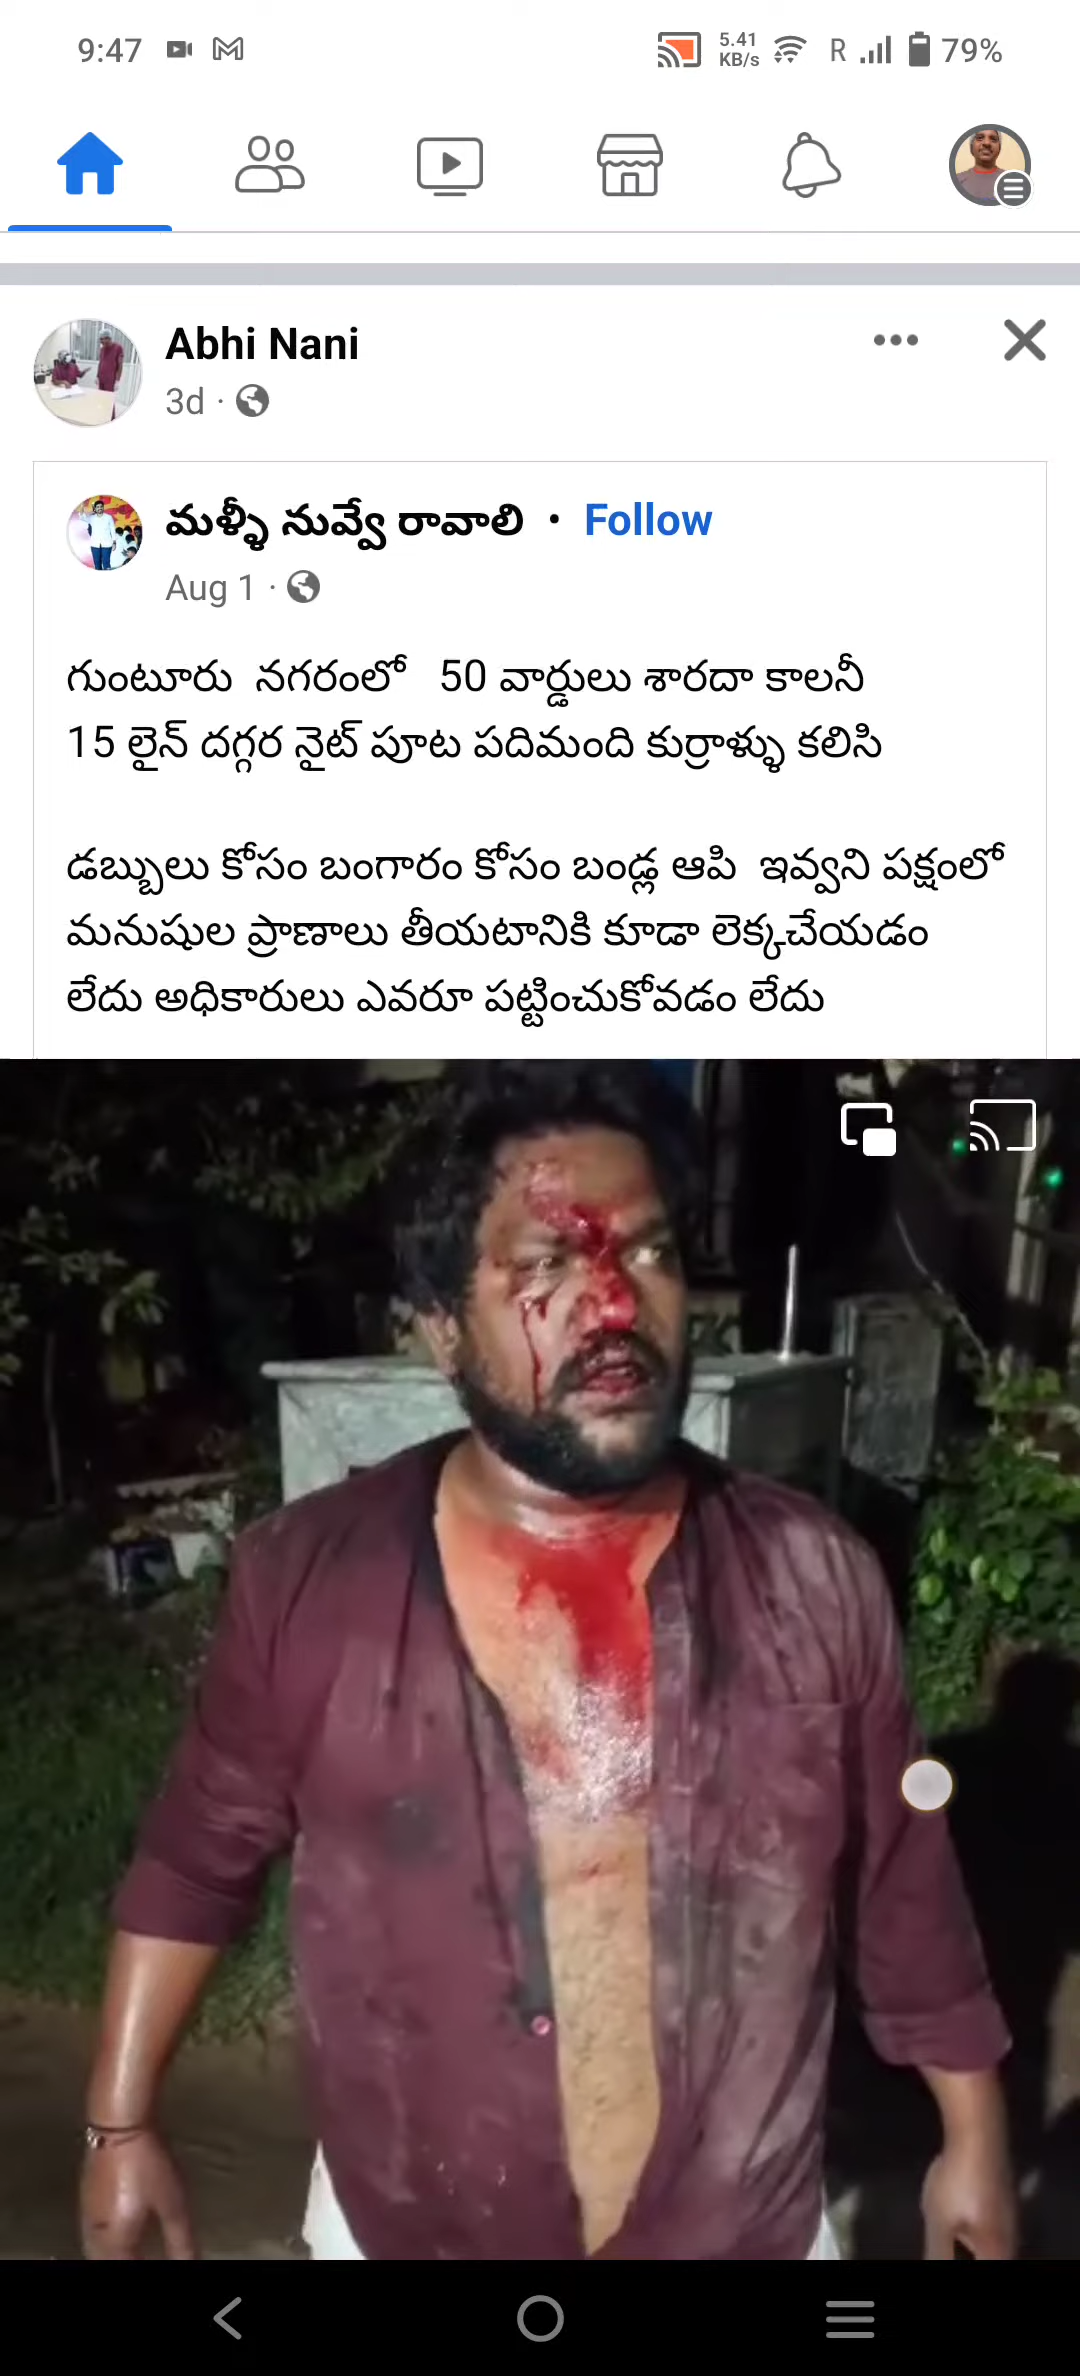 9:47
5.41
KB/s
R
79%
Abhi Nani
3d ·
మళ్ళీ నువ్వే రావాలి · Follow
Aug 1 ·
గుంటూరు నగరంలో 50 వార్డులు శారదా కాలనీ
15 లైన్ దగ్గర నైట్ పూట పదిమంది కుర్రాళ్ళు కలిసి
డబ్బులు కోసం బంగారం కోసం బండ్ల ఆపి ఇవ్వని పక్షంలో
మనుషుల ప్రాణాలు తీయటానికి కూడా లెక్కచేయడం
లేదు అధికారులు ఎవరూ పట్టించుకోవడం లేదు